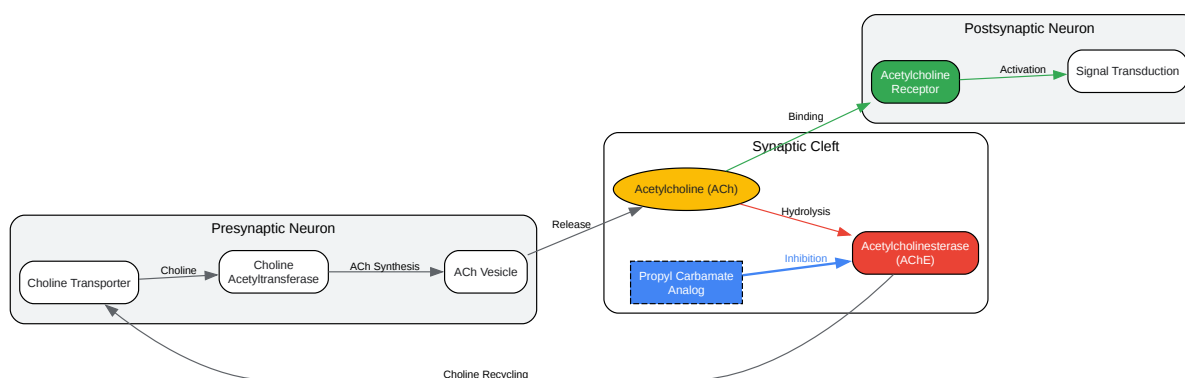 Postsynaptic Neuron
Acetylcholine
Receptor
Activation
Signal Transduction
Binding
Synaptic Cleft
Acetylcholine (ACh)
Hydrolysis
Acetylcholinesterase
(AChE)
Inhibition
Propyl Carbamate
Analog
Release
Presynaptic Neuron
Choline Transporter
Choline
Choline
Acetyltransferase
ACh Synthesis
ACh Vesicle
Choline Recycling